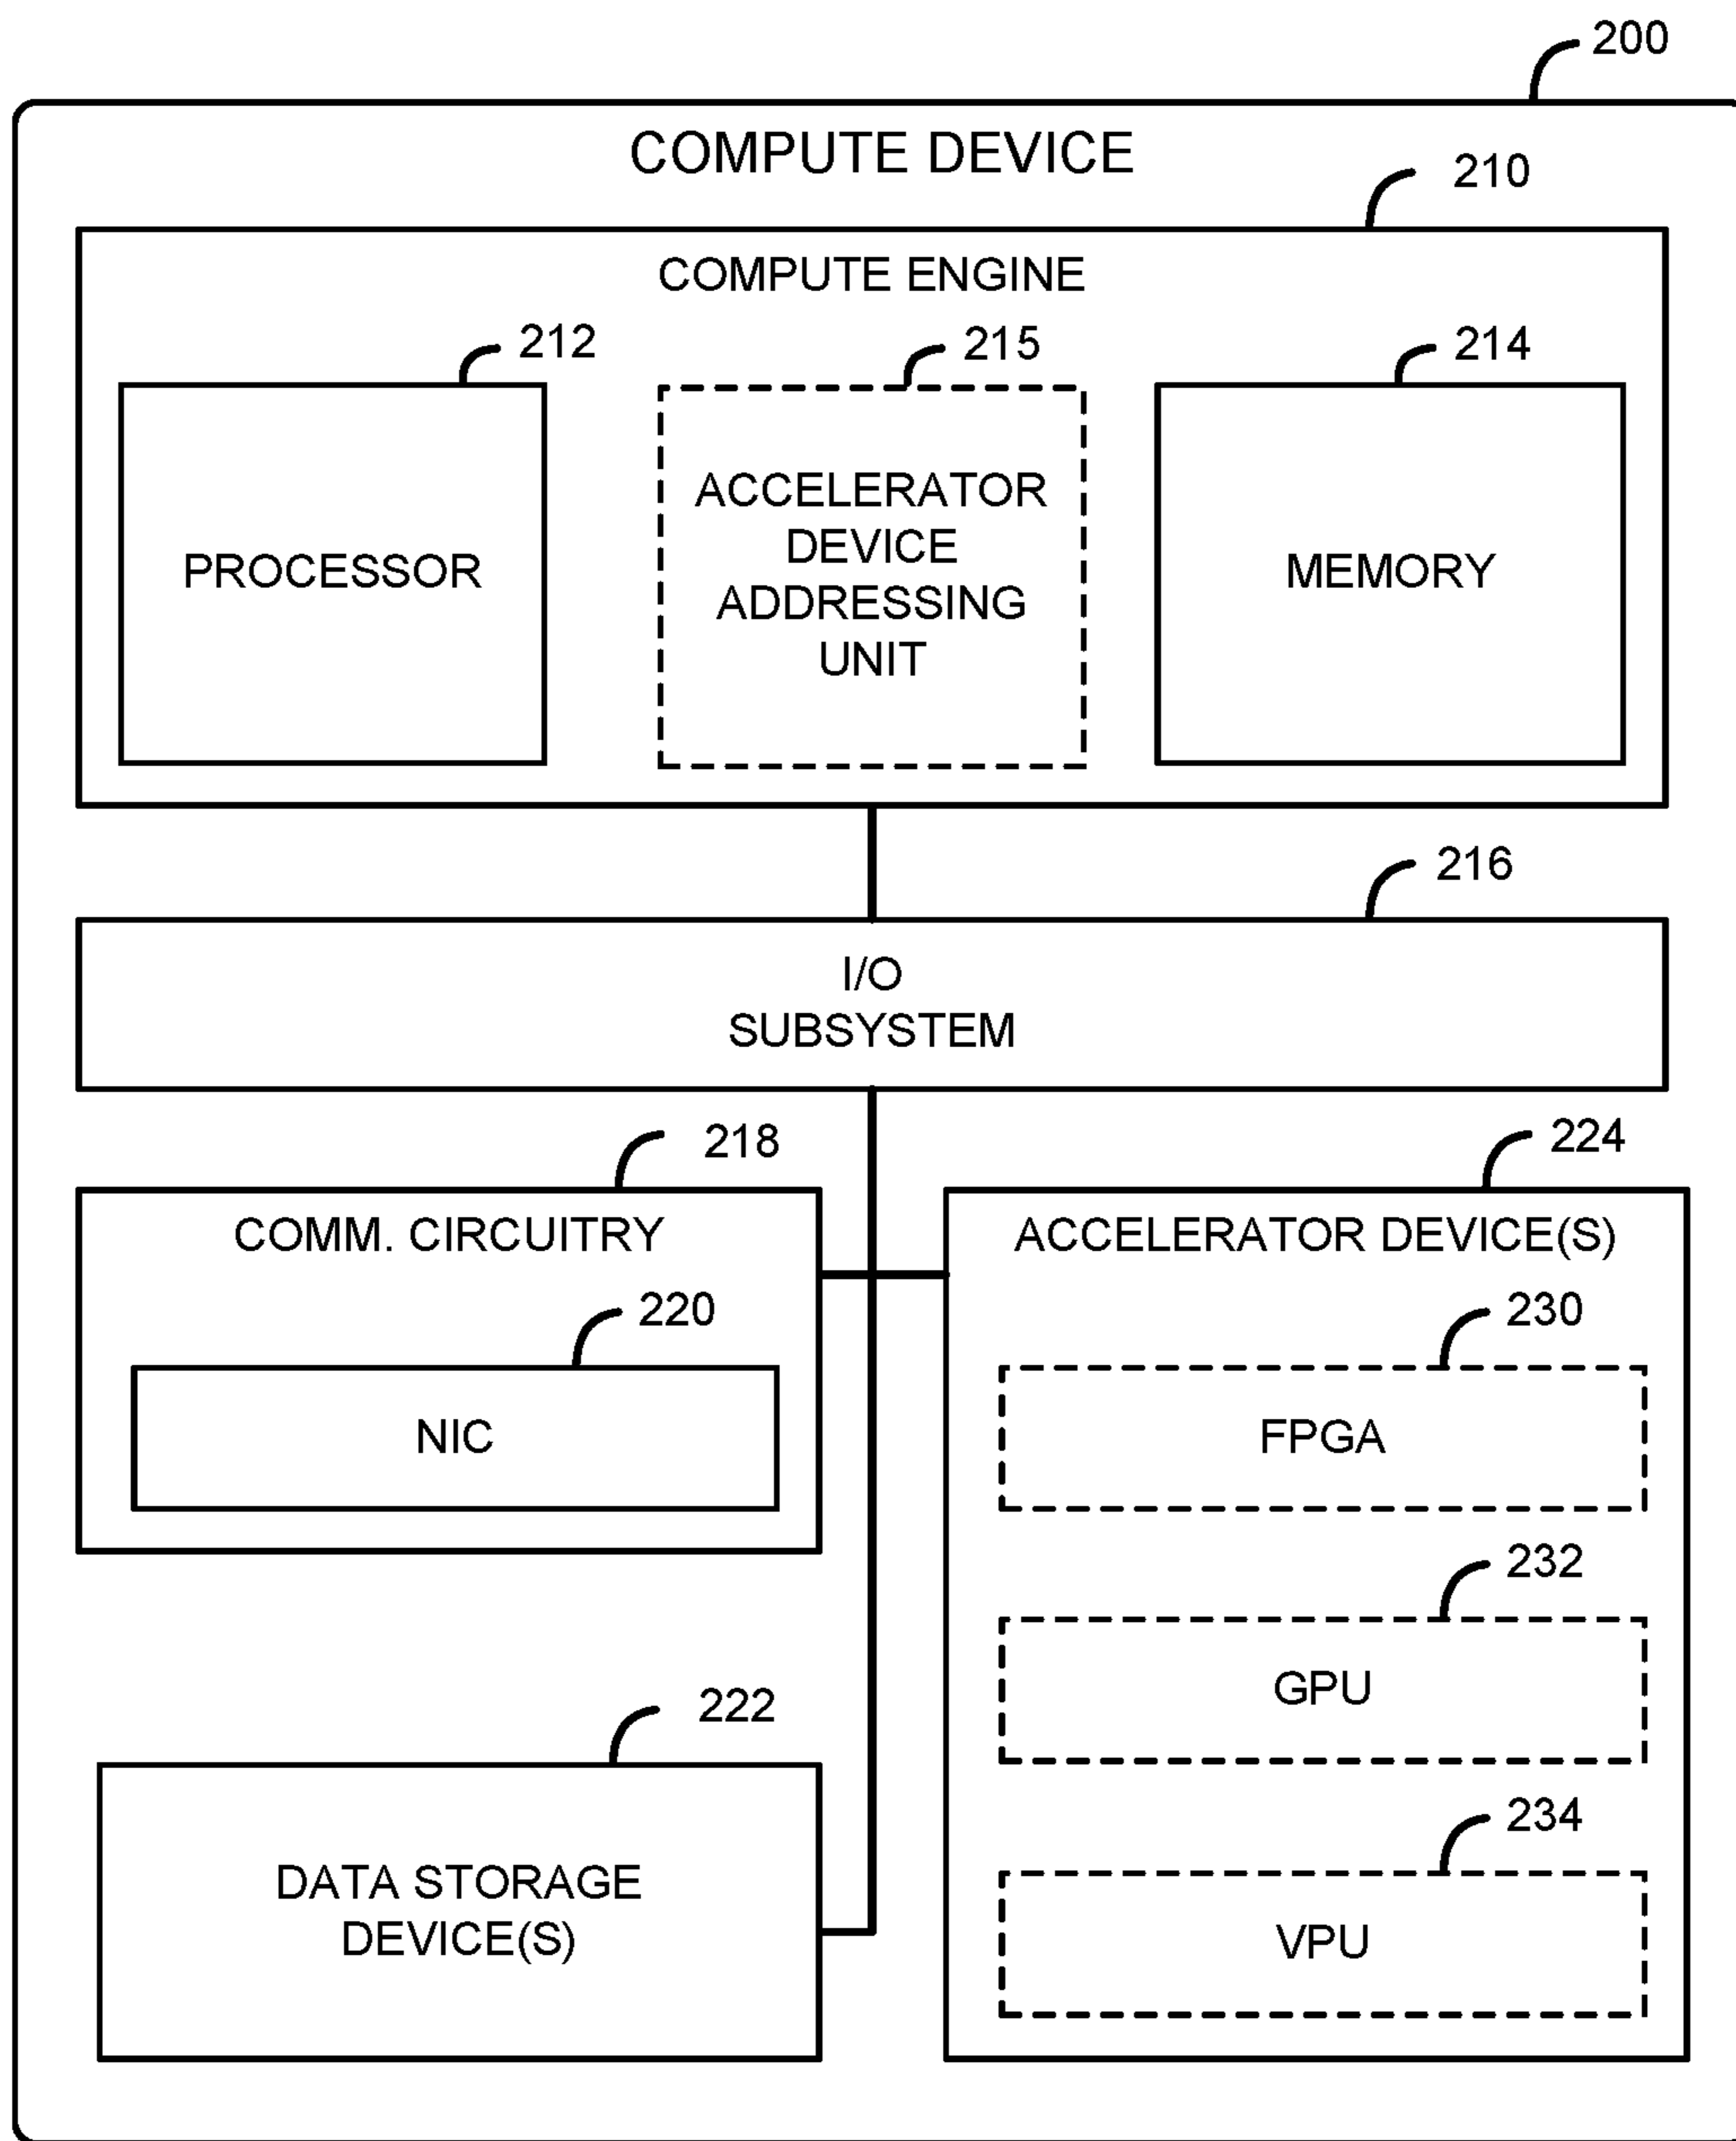 200
COMPUTE DEVICE
210
COMPUTE ENGINE
212
215
214
PROCESSOR
ACCELERATOR
DEVICE
ADDRESSING
UNIT
MEMORY
216
I/O
SUBSYSTEM
218
COMM. CIRCUITRY
220
NIC
222
DATA STORAGE
DEVICE(S)
224
ACCELERATOR DEVICE(S)
230
FPGA
232
GPU
234
VPU